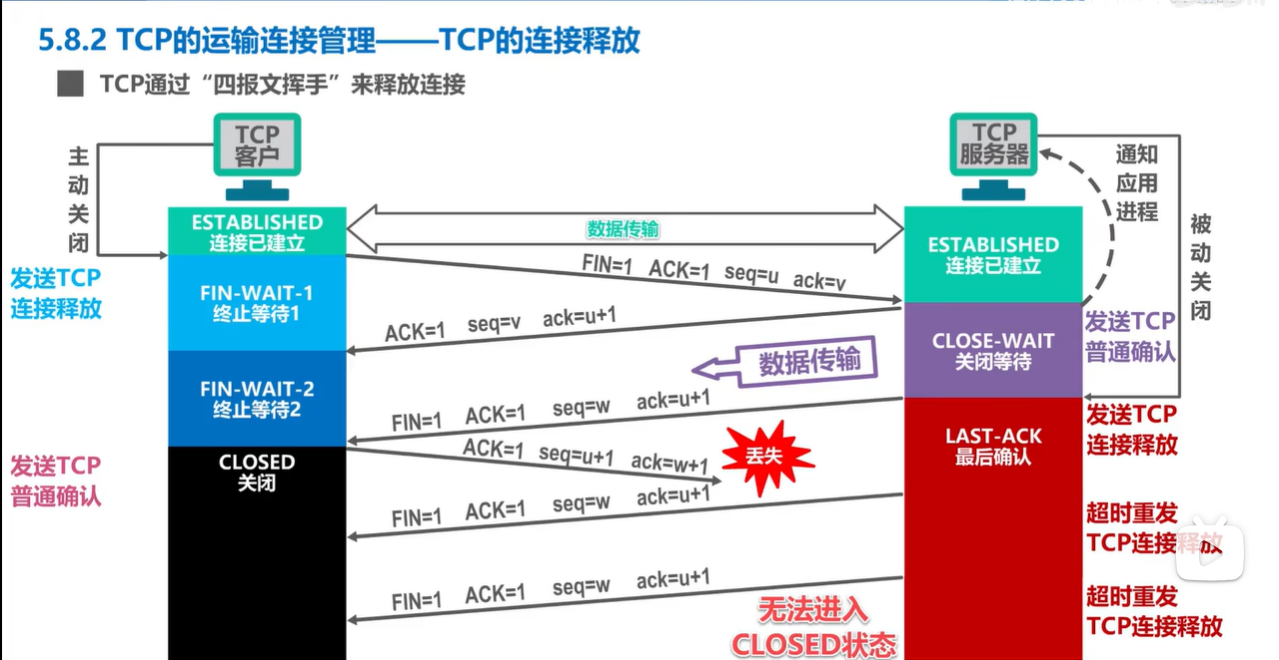 5.8.2 TCP的运输连接管理——TCP的连接释放
TCP通过“四报文挥手”来释放连接
TCP
客户
TCP
服务器
主动关闭
通知
应用
进程
被动关闭
ESTABLISHED
连接已建立
数据传输
ESTABLISHED
连接已建立
发送TCP
连接释放
FIN=1 ACK=1 seq=u ack=v
FIN-WAIT-1
终止等待1
ACK=1 seq=v ack=u+1
CLOSE-WAIT
关闭等待
发送TCP
普通确认
数据传输
FIN-WAIT-2
终止等待2
FIN=1 ACK=1 seq=w ack=u+1
发送TCP
连接释放
LAST-ACK
最后确认
CLOSED
关闭
发送TCP
普通确认
ACK=1 seq=u+1 ack=w+1
丢失
FIN=1 ACK=1 seq=w ack=u+1
超时重发
TCP连接释放
FIN=1 ACK=1 seq=w ack=u+1
超时重发
TCP连接释放
无法进入
CLOSED状态